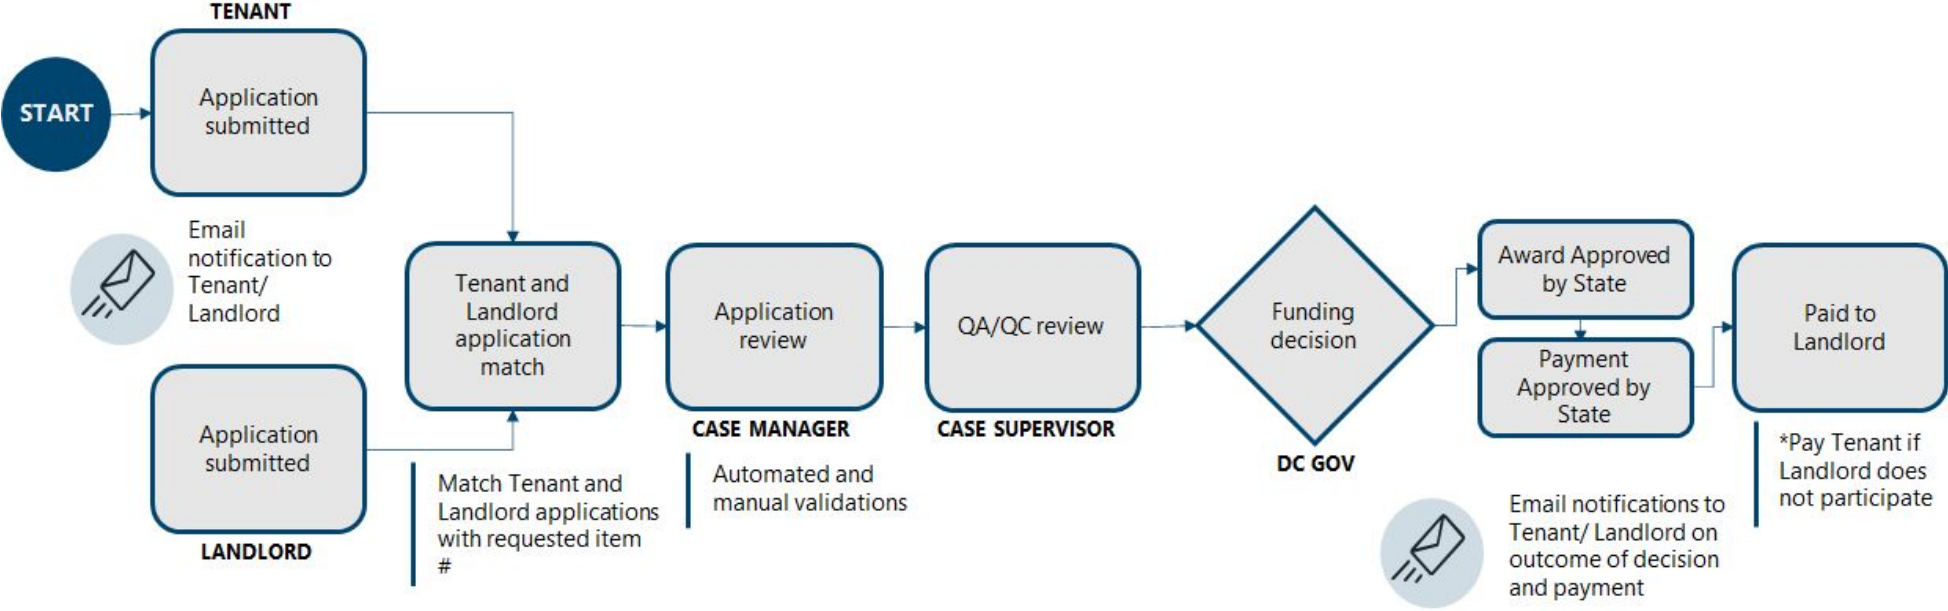 TENANT
START
Application
submitted
Email
notification to
Tenant/
Landlord
Application
submitted
LANDLORD
Tenant and
Landlord
application
match
Match Tenant and
Landlord applications
with requested item
#
Application
review
CASE MANAGER
Automated and
manual validations
QA/QC review
CASE SUPERVISOR
Funding
decision
DC GOV
Award Approved
by State
Payment
Approved by
State
Email notifications to
Tenant/ Landlord on
outcome of decision
and payment
Paid to
Landlord
*Pay Tenant if
Landlord does
not participate